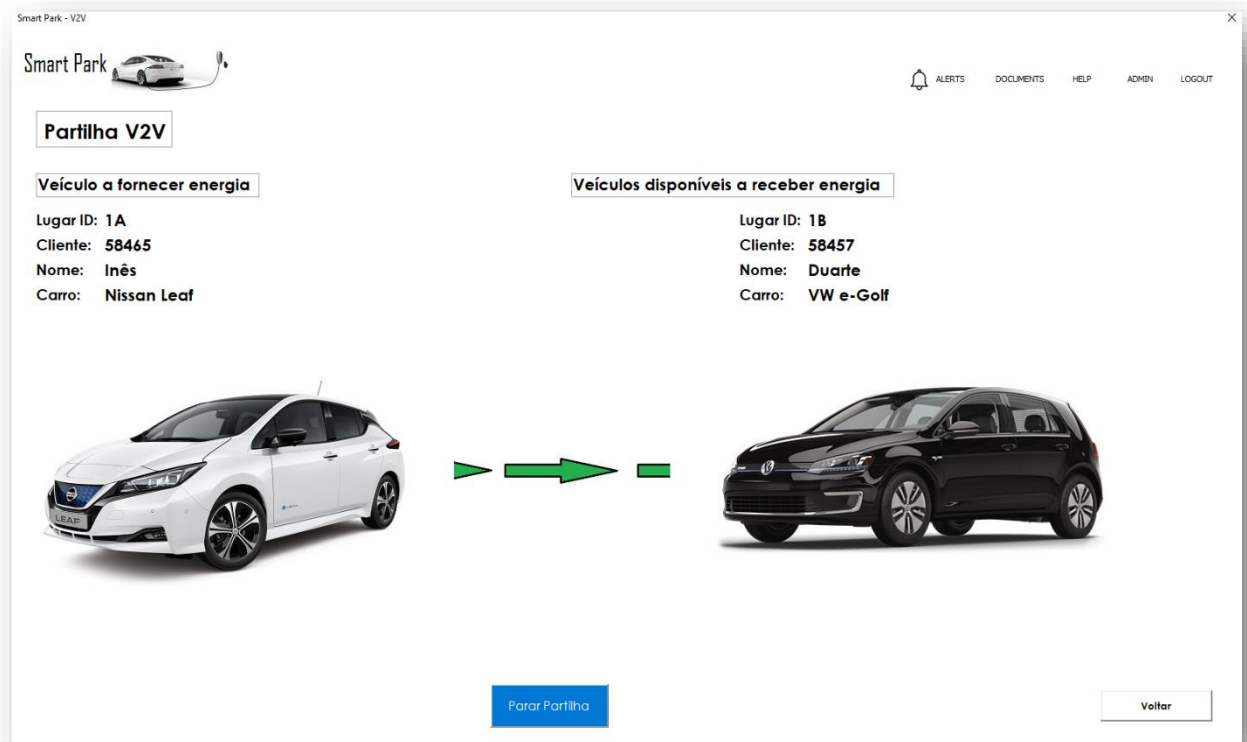 Smart Park - V2V
Smart Park
ALERTS DOCUMENTS HELP ADMIN LOGOUT
Partilha V2V
Veículo a fornecer energia
Lugar ID: 1A
Cliente: 58465
Nome: Inês
Carro: Nissan Leaf
Veículos disponíveis a receber energia
Lugar ID: 1B
Cliente: 58457
Nome: Duarte
Carro: VW e-Golf
LEAF
Parar Partilha
Voltar